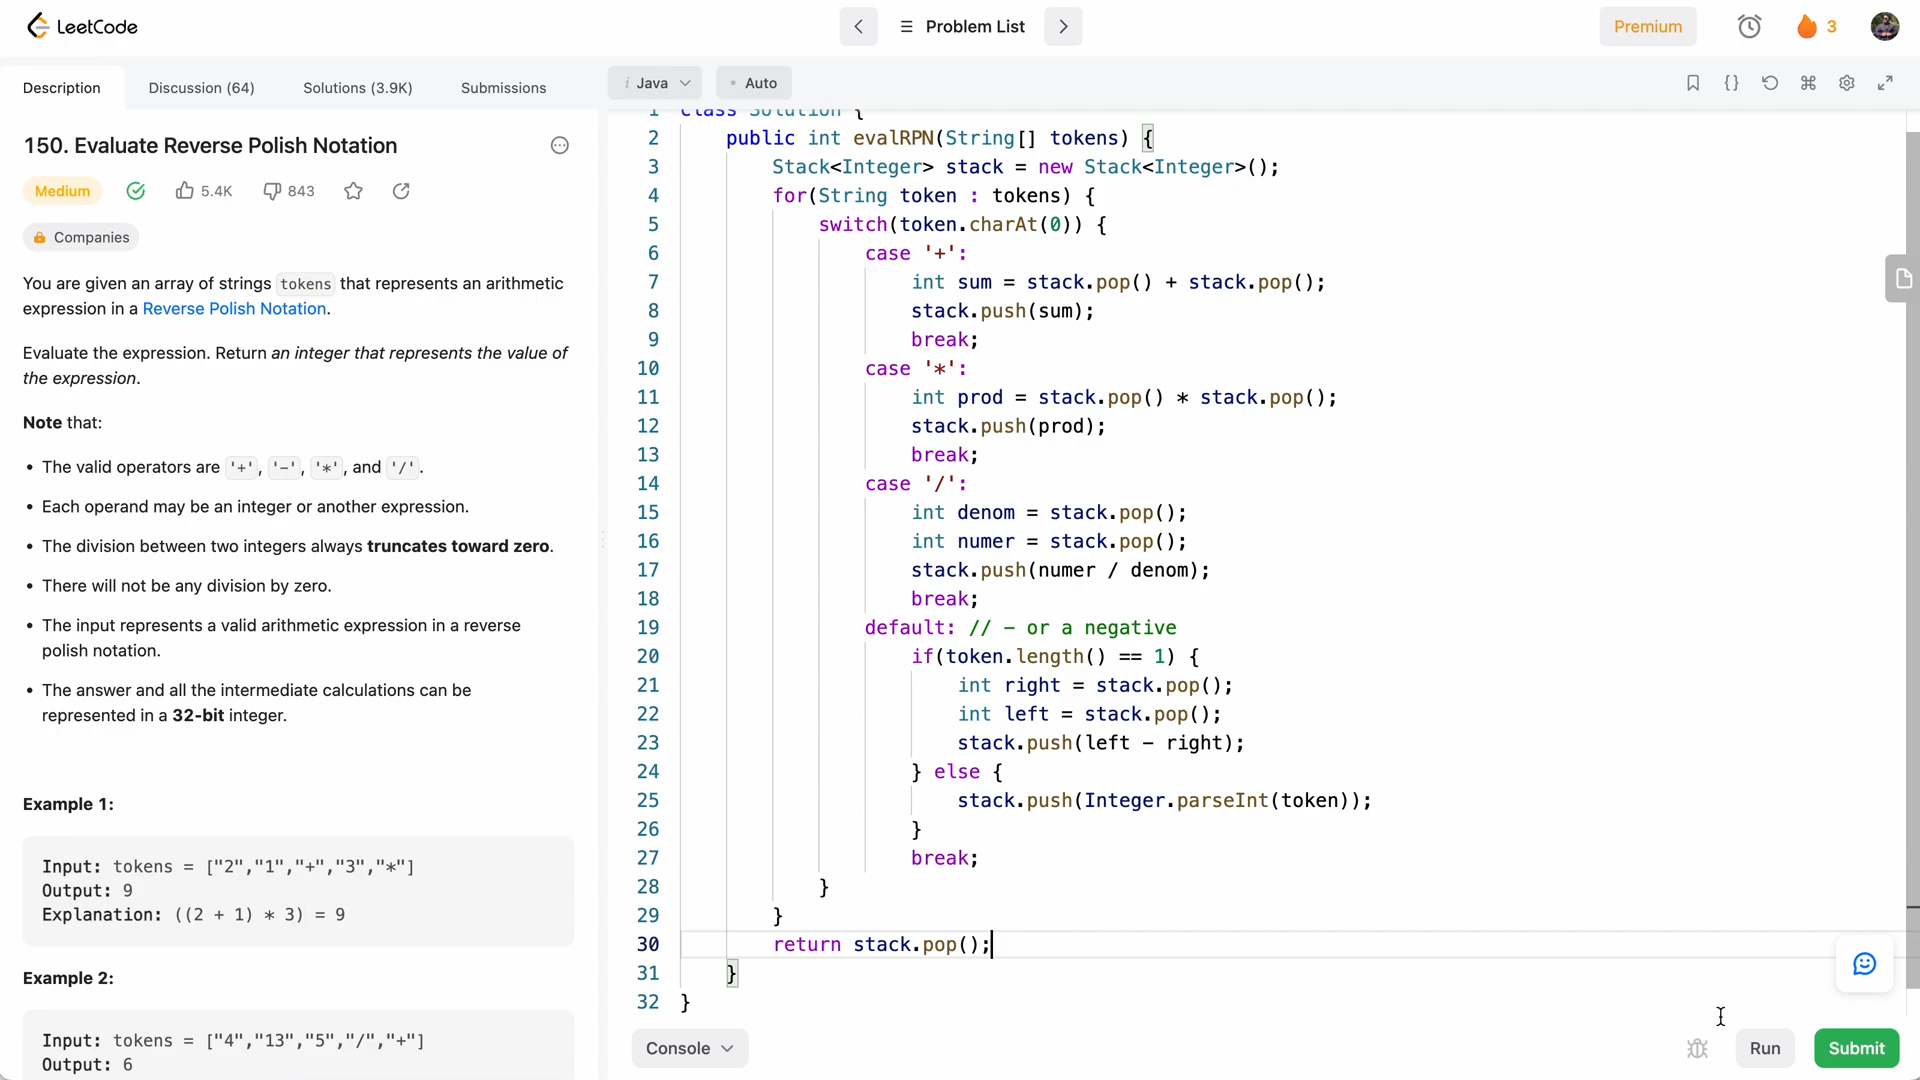 LeetCode
Problem List
Premium
3
Description
Discussion (64)
Solutions (3.9K)
Submissions
i Java
• Auto
150. Evaluate Reverse Polish Notation
Medium
5.4K
843
Companies
You are given an array of strings tokens that represents an arithmetic
expression in a Reverse Polish Notation.
Evaluate the expression. Return an integer that represents the value of
the expression.
Note that:
• The valid operators are '+', '-', '*', and '/'.
• Each operand may be an integer or another expression.
• The division between two integers always truncates toward zero.
• There will not be any division by zero.
• The input represents a valid arithmetic expression in a reverse
polish notation.
• The answer and all the intermediate calculations can be
represented in a 32-bit integer.
Example 1:
Input: tokens = ["2","1","+","3","*"]
Output: 9
Explanation: ((2 + 1) * 3) = 9
Example 2:
Input: tokens = ["4","13","5","/","+"]
Output: 6
1 class Solution {
2 public int evalRPN(String[] tokens) {
3 Stack<Integer> stack = new Stack<Integer>();
4 for(String token : tokens) {
5 switch(token.charAt(0)) {
6 case '+':
7 int sum = stack.pop() + stack.pop();
8 stack.push(sum);
9 break;
10 case '*':
11 int prod = stack.pop() * stack.pop();
12 stack.push(prod);
13 break;
14 case '/':
15 int denom = stack.pop();
16 int numer = stack.pop();
17 stack.push(numer / denom);
18 break;
19 default: // - or a negative
20 if(token.length() == 1) {
21 int right = stack.pop();
22 int left = stack.pop();
23 stack.push(left - right);
24 } else {
25 stack.push(Integer.parseInt(token));
26 }
27 break;
28 }
29 }
30 return stack.pop();
31 }
32 }
Console
Run
Submit